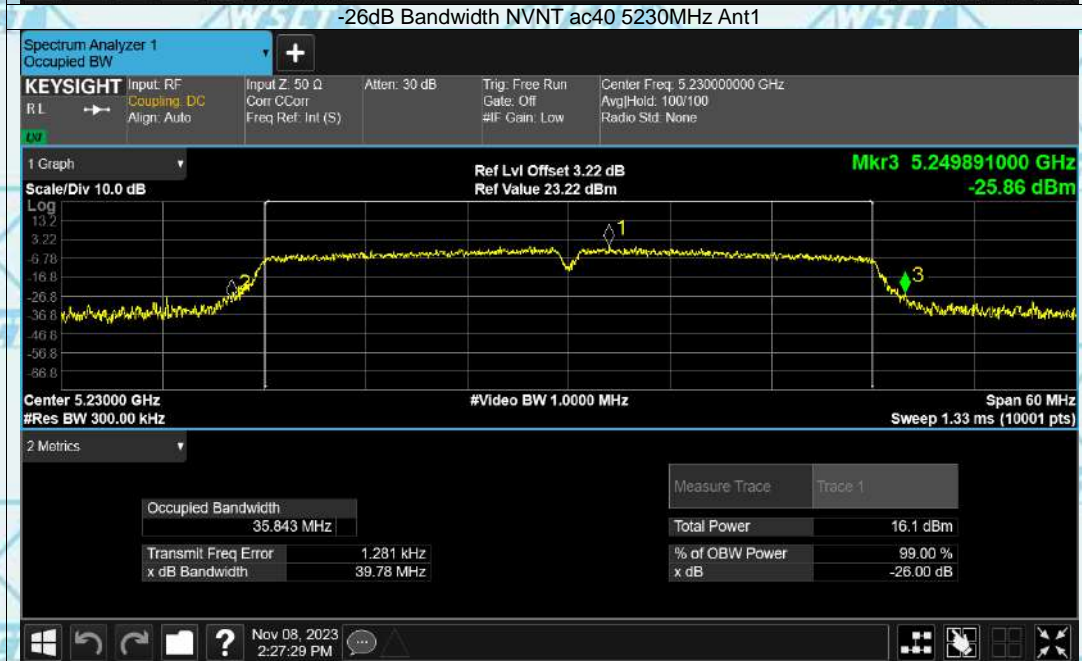 -26dB Bandwidth NVNT ac40 5230MHz Ant1
Spectrum Analyzer 1
Occupied BW
+
KEYSIGHT Input: RF Input Z: 50 Ω Atten: 30 dB Trig: Free Run Center Freq: 5.230000000 GHz
RL Coupling: DC Corr CCorr Gate: Off Avg|Hold: 100/100
Align: Auto Freq Ref: Int (S) #IF Gain: Low Radio Std: None
LXI
1 Graph Ref Lvl Offset 3.22 dB Mkr3 5.249891000 GHz
Scale/Div 10.0 dB Ref Value 23.22 dBm -25.86 dBm
Log
13.2
3.22
-6.78
-16.8
-26.8
-36.8
-46.8
-56.8
-66.8
1
2
3
Center 5.23000 GHz #Video BW 1.0000 MHz Span 60 MHz
#Res BW 300.00 kHz Sweep 1.33 ms (10001 pts)
2 Metrics
Measure Trace Trace 1
Occupied Bandwidth
35.843 MHz Total Power 16.1 dBm
Transmit Freq Error 1.281 kHz % of OBW Power 99.00 %
x dB Bandwidth 39.78 MHz x dB -26.00 dB
? Nov 08, 2023
2:27:29 PM